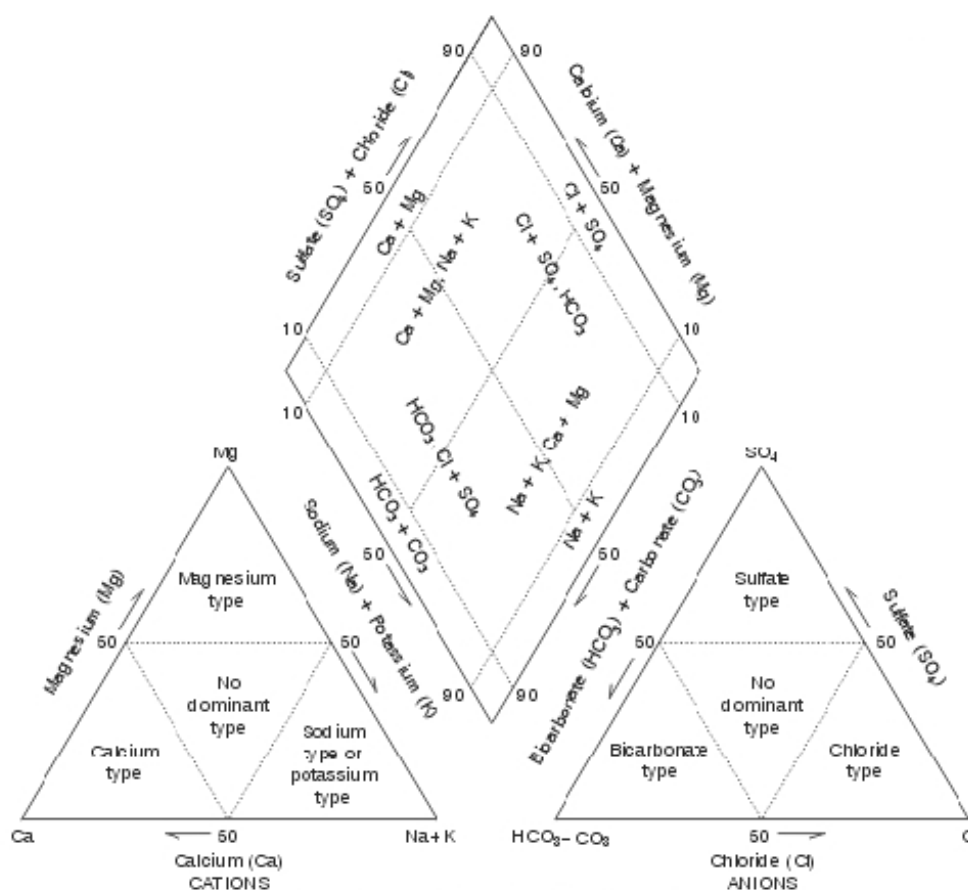 90
90
Sulfate (SO₄) + Chloride (Cl)
Calcium (Ca) + Magnesium (Mg)
50
50
Ca + Mg
Cl + SO₄
Ca + Mg, Na + K
Cl + SO₄, HCO₃
10
10
10
10
HCO₃, Cl + SO₄
Na + K, Ca + Mg
HCO₃ + CO₃
Na + K
50
50
Sodium (Na) + Potassium (K)
Bicarbonate (HCO₃) + Carbonate (CO₃)
90
90
Mg
Magnesium (Mg)
Magnesium
type
50
50
No
dominant
type
Calcium
type
Sodium
type or
potassium
type
Ca
50
Na+K
Calcium (Ca)
CATIONS
SO₄
Sulfate (SO₄)
Sulfate
type
50
50
No
dominant
type
Bicarbonate
type
Chloride
type
HCO₃–CO₃
50
Chloride (Cl)
ANIONS